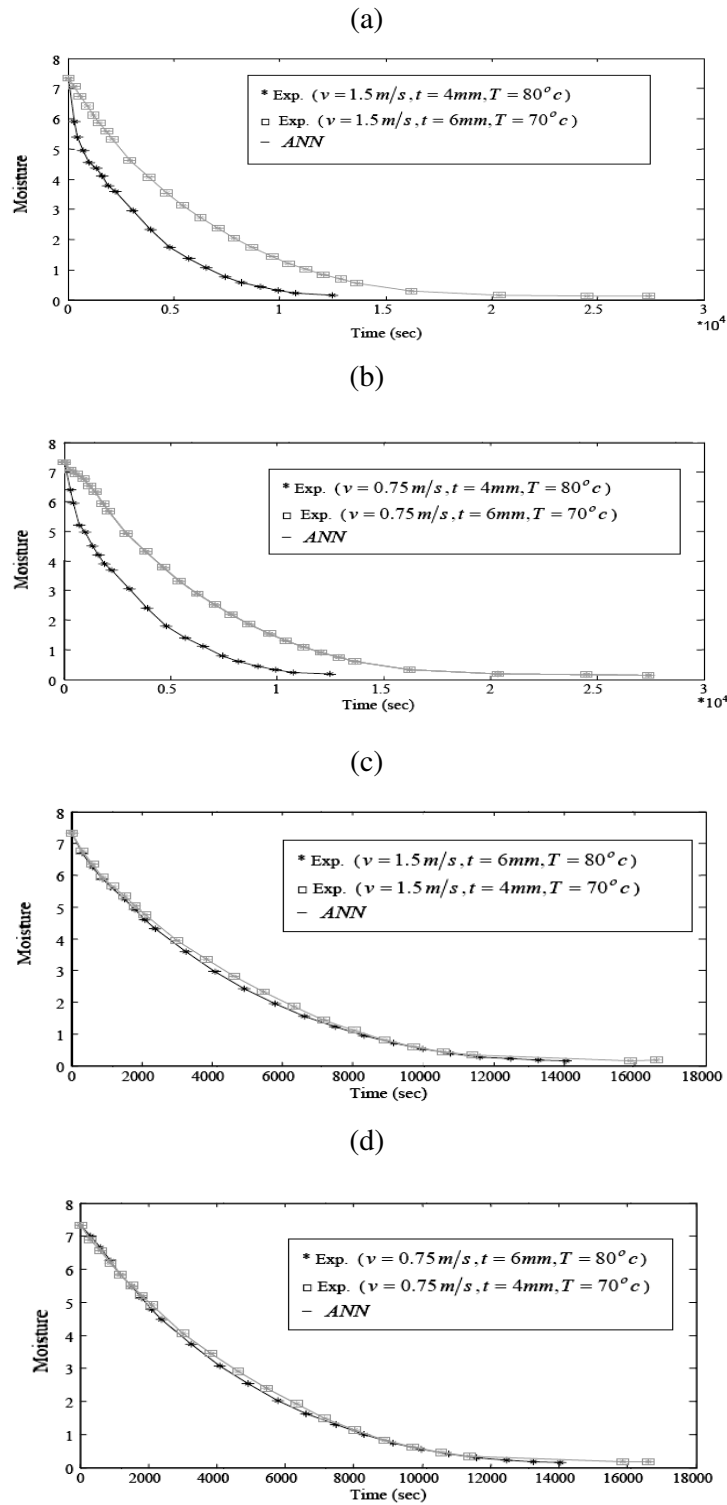 (a)
8
7
6
5
4
3
2
1
0
Moisture
* Exp. (v = 1.5 m/s, t = 4mm, T = 80°c)
□ Exp. (v = 1.5 m/s, t = 6mm, T = 70°c)
– ANN
0 0.5 1 1.5 2 2.5 3
*10⁴
Time (sec)
(b)
8
7
6
5
4
3
2
1
0
Moisture
* Exp. (v = 0.75 m/s, t = 4mm, T = 80°c)
□ Exp. (v = 0.75 m/s, t = 6mm, T = 70°c)
– ANN
0 0.5 1 1.5 2 2.5 3
*10⁴
Time (sec)
(c)
8
7
6
5
4
3
2
1
0
Moisture
* Exp. (v = 1.5 m/s, t = 6mm, T = 80°c)
□ Exp. (v = 1.5 m/s, t = 4mm, T = 70°c)
– ANN
0 2000 4000 6000 8000 10000 12000 14000 16000 18000
Time (sec)
(d)
8
7
6
5
4
3
2
1
0
Moisture
* Exp. (v = 0.75 m/s, t = 6mm, T = 80°c)
□ Exp. (v = 0.75 m/s, t = 4mm, T = 70°c)
– ANN
0 2000 4000 6000 8000 10000 12000 14000 16000 18000
Time (sec)